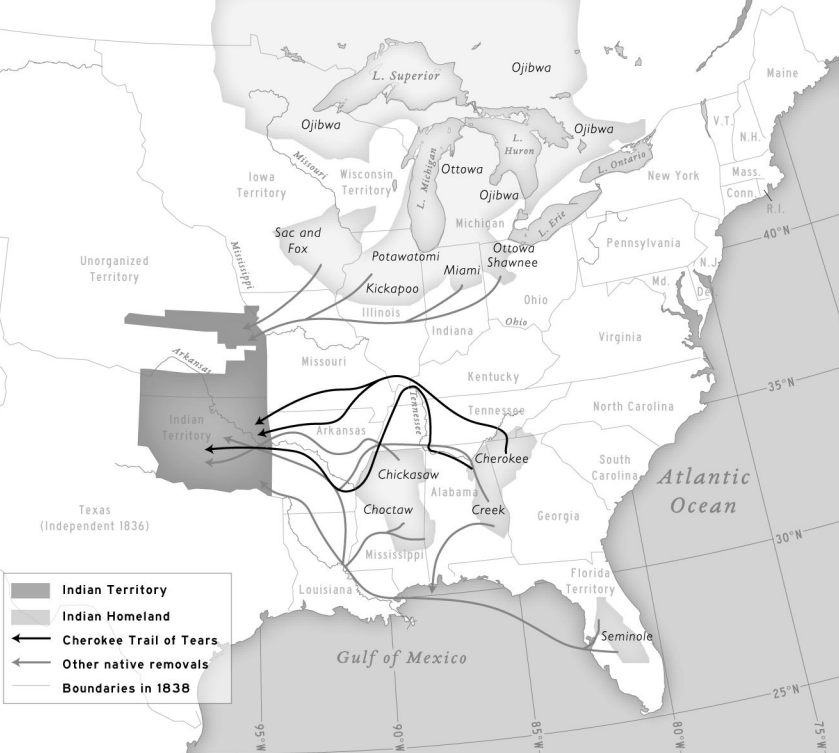 Ojibwa
L. Superior
Maine
Ojibwa
Ojibwa
V.T.
N.H.
L.
Huron
Missouri
L. Michigan
Ottowa
L. Ontario
Mass.
Iowa
Territory
Wisconsin
Territory
New York
Conn.
Ojibwa
R.I.
L. Erie
Michigan
Sac and
Fox
40°N
Mississippi
Potawatomi
Ottowa
Shawnee
Pennsylvania
Unorganized
Territory
Miami
N.J.
Kickapoo
Md.
De.
Ohio
Illinois
Indiana
Ohio
Virginia
Arkansas
Missouri
Kentucky
35°N
Tennessee
Tennessee
North Carolina
Indian
Territory
Arkansas
Cherokee
South
Carolina
Chickasaw
Atlantic
Ocean
Alabama
Texas
(Independent 1836)
Choctaw
Creek
Georgia
30°N
Mississippi
Louisiana
Florida
Territory
Seminole
Gulf of Mexico
25°N
95°W
90°W
85°W
80°W
75°W
Indian Territory
Indian Homeland
Cherokee Trail of Tears
Other native removals
Boundaries in 1838